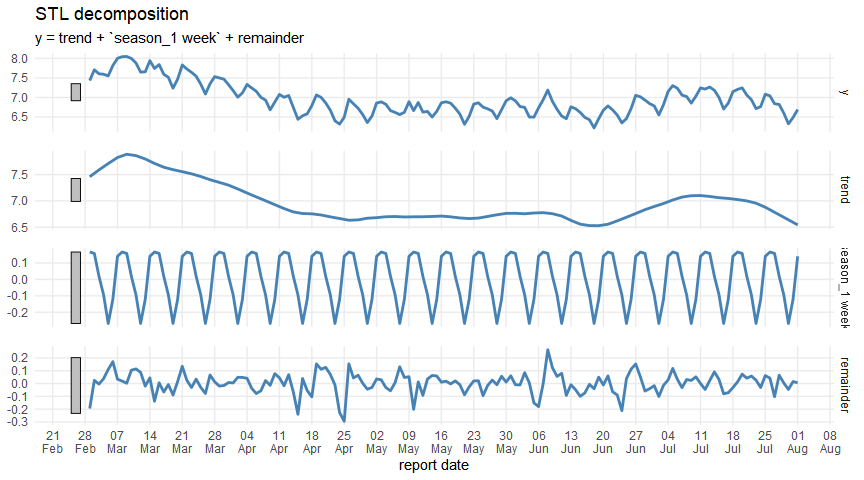 STL decomposition
y = trend + `season_1 week` + remainder
8.0
7.5
7.0
6.5
y
7.5
7.0
6.5
trend
0.1
0.0
-0.1
-0.2
season_1 week
0.2
0.1
0.0
-0.1
-0.2
-0.3
remainder
21 28 07 14 21 28 04 11 18 25 02 09 16 23 30 06 13 20 27 04 11 18 25 01 08
Feb Feb Mar Mar Mar Mar Apr Apr Apr Apr May May May May May Jun Jun Jun Jun Jul Jul Jul Jul Aug Aug
report date